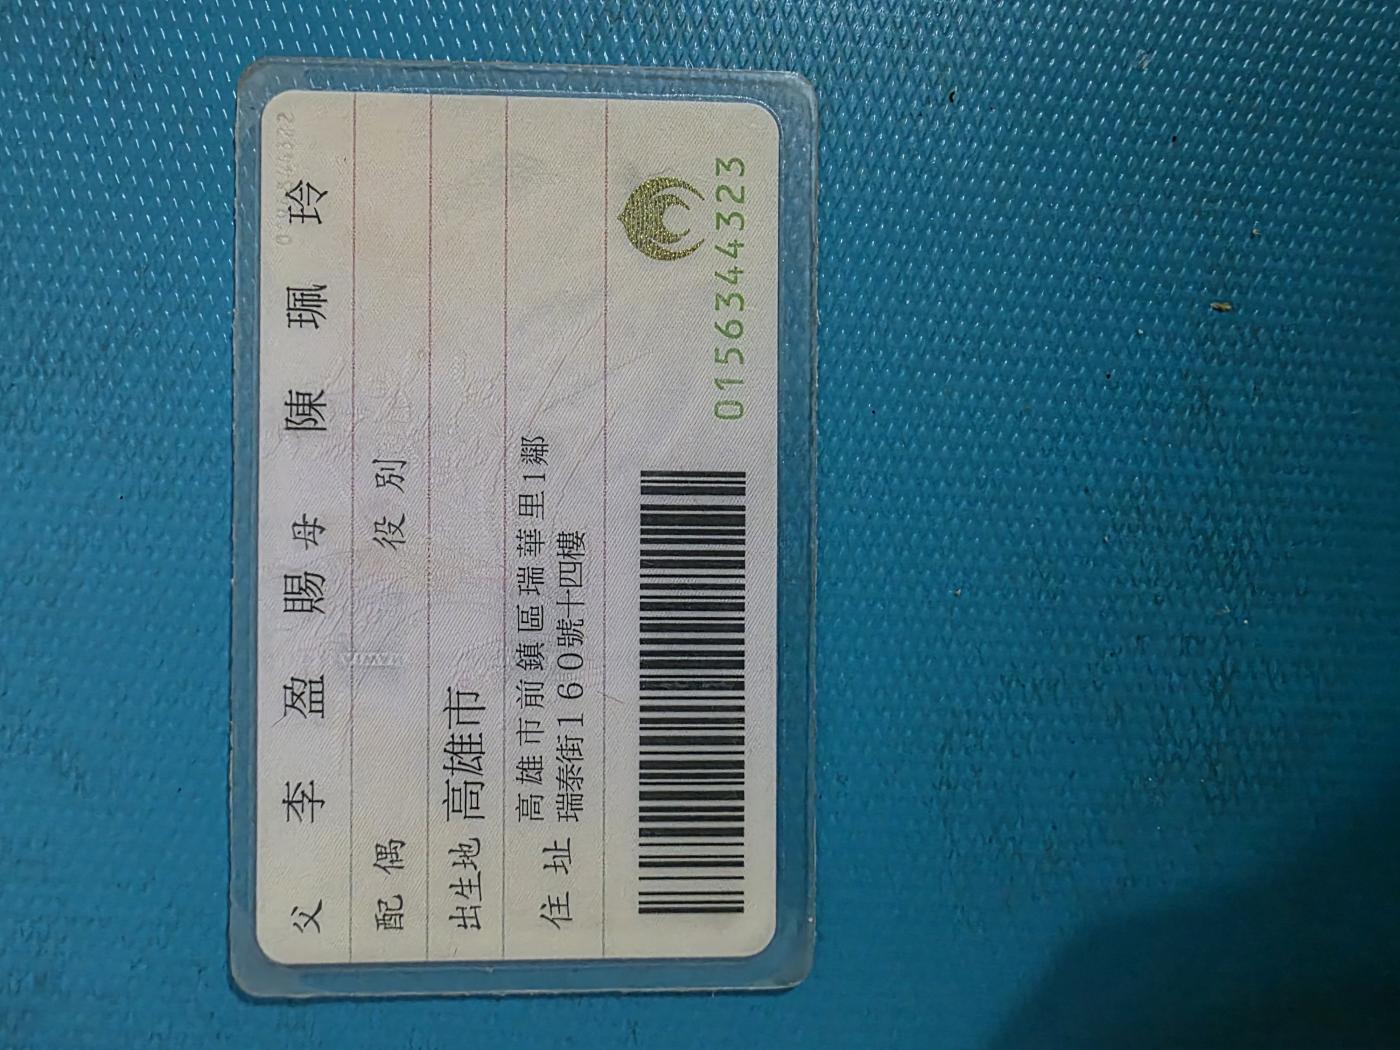 父 李盈賜 母 陳珮玲
配偶 役別
出生地 高雄市
住址 高雄市前鎮區瑞華里1鄰
瑞泰街160號十四樓
0156344323